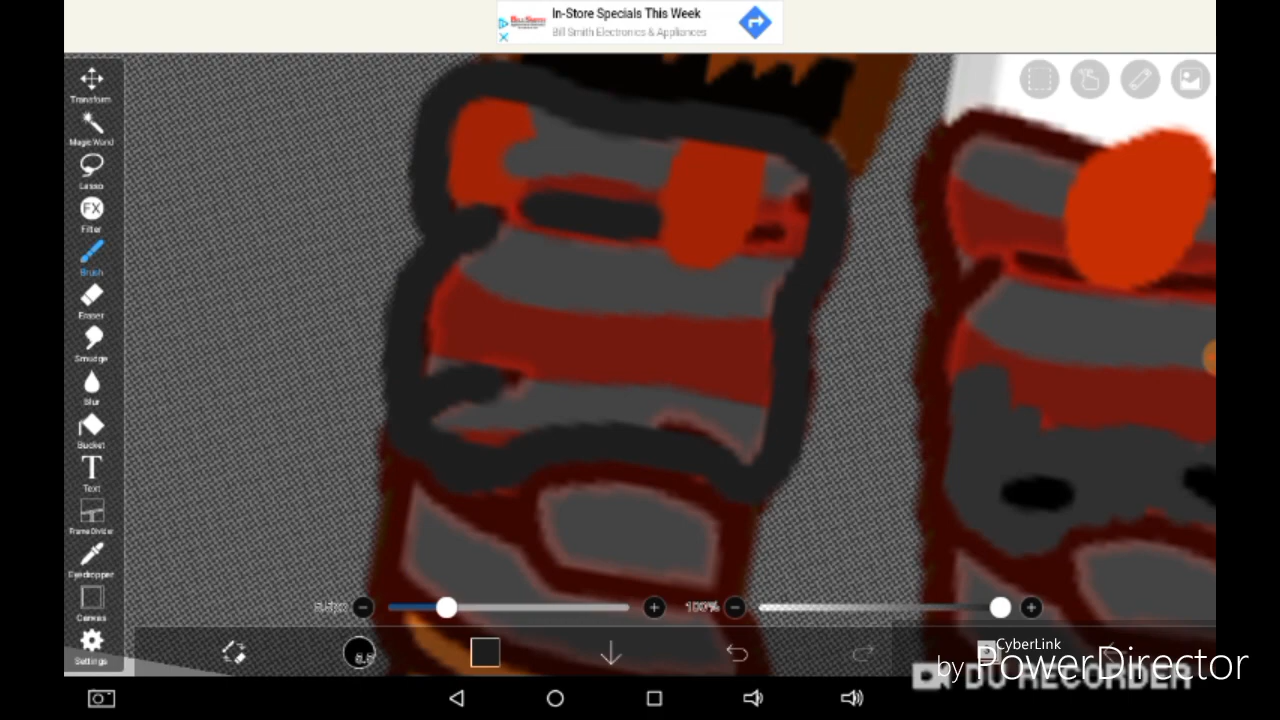 In-Store Specials This Week
BILLSMITH
Bill Smith Electronics & Appliances
Transform
Magic Wand
Lasso
FX
Filter
Brush
Eraser
Smudge
Blur
Bucket
T
Text
Frame Divider
Eyedropper
Canvas
Settings
100%
CyberLink
by PowerDirector
DU RECORDER